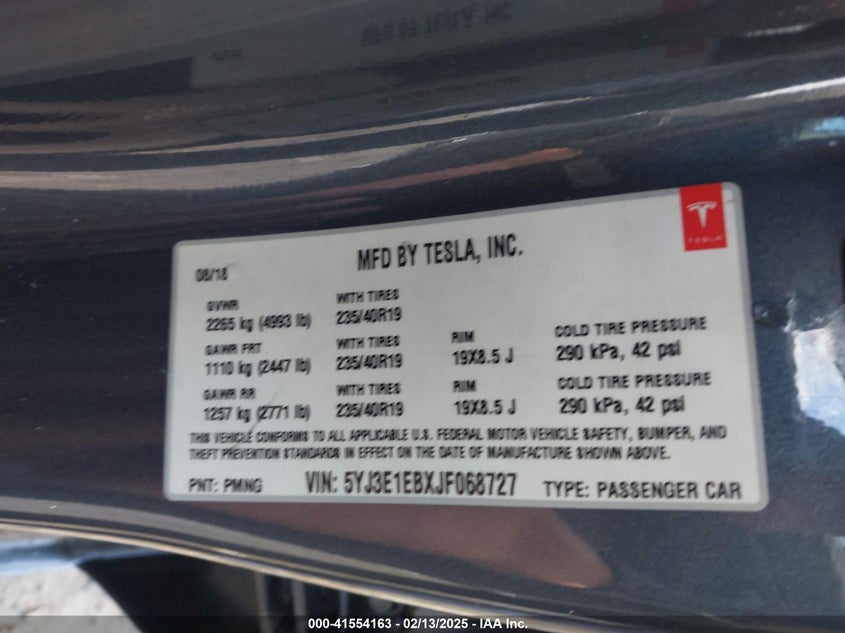 TESLA
MFD BY TESLA, INC.
08/18
GVWR WITH TIRES
2265 kg (4993 lb) 235/40R19
GAWR FRT WITH TIRES RIM COLD TIRE PRESSURE
1110 kg (2447 lb) 235/40R19 19X8.5 J 290 kPa, 42 psi
GAWR RR WITH TIRES RIM COLD TIRE PRESSURE
1257 kg (2771 lb) 235/40R19 19X8.5 J 290 kPa, 42 psi
THIS VEHICLE CONFORMS TO ALL APPLICABLE U.S. FEDERAL MOTOR VEHICLE SAFETY, BUMPER, AND
THEFT PREVENTION STANDARDS IN EFFECT ON THE DATE OF MANUFACTURE SHOWN ABOVE.
PNT: PMNG VIN: 5YJ3E1EBXJF068727 TYPE: PASSENGER CAR
000-41554163 - 02/13/2025 - IAA Inc.